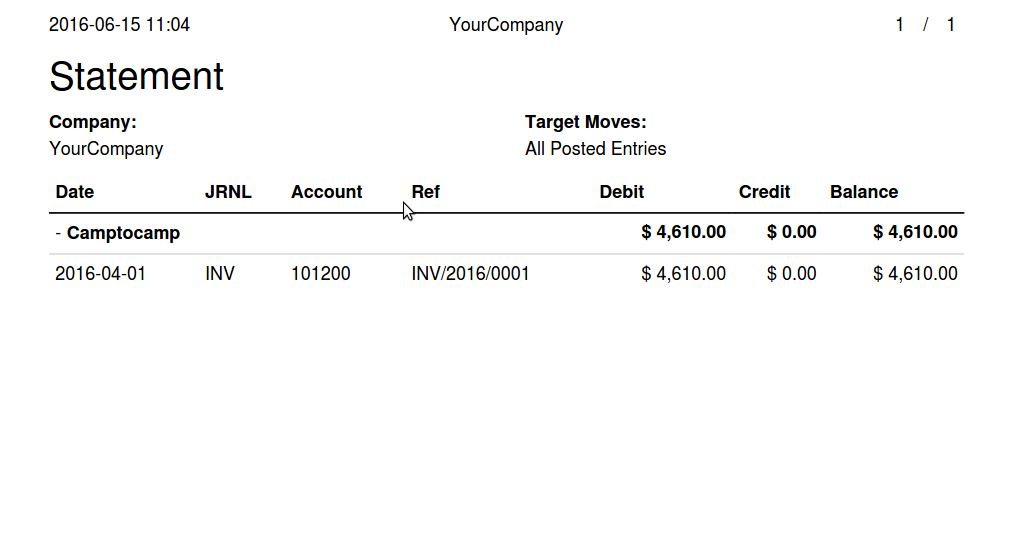 2016-06-15 11:04 YourCompany 1 / 1
Statement
Company: Target Moves:
YourCompany All Posted Entries
Date JRNL Account Ref Debit Credit Balance
- Camptocamp $ 4,610.00 $ 0.00 $ 4,610.00
2016-04-01 INV 101200 INV/2016/0001 $ 4,610.00 $ 0.00 $ 4,610.00